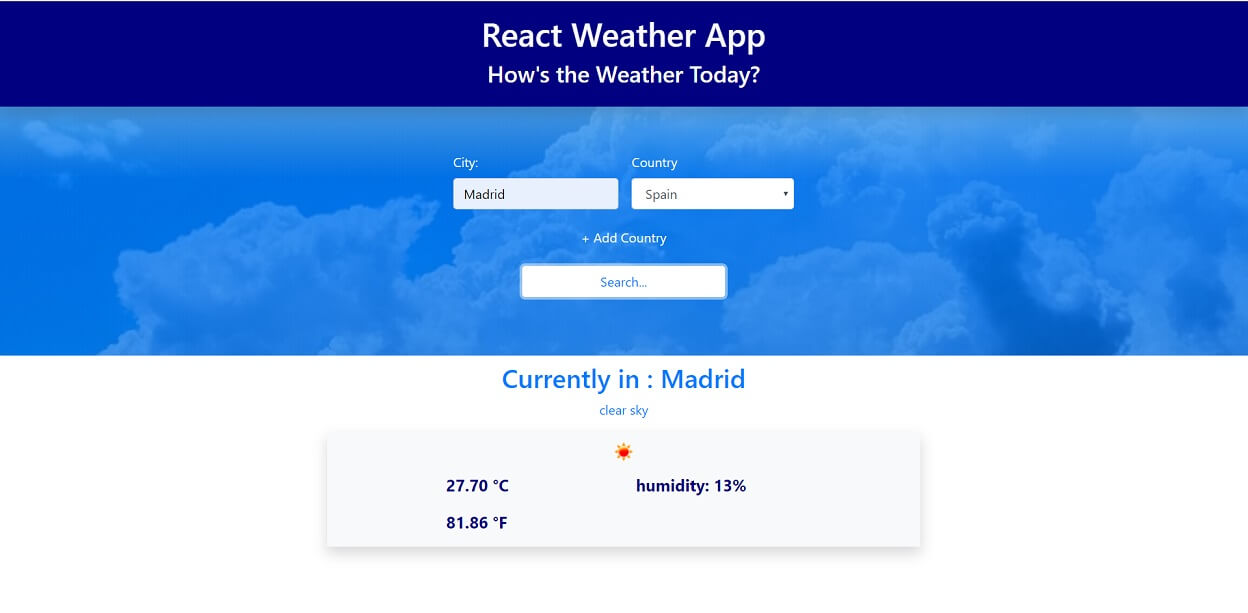 React Weather App
How's the Weather Today?
City: Country
Madrid Spain
+ Add Country
Search...
Currently in : Madrid
clear sky
27.70 °C humidity: 13%
81.86 °F